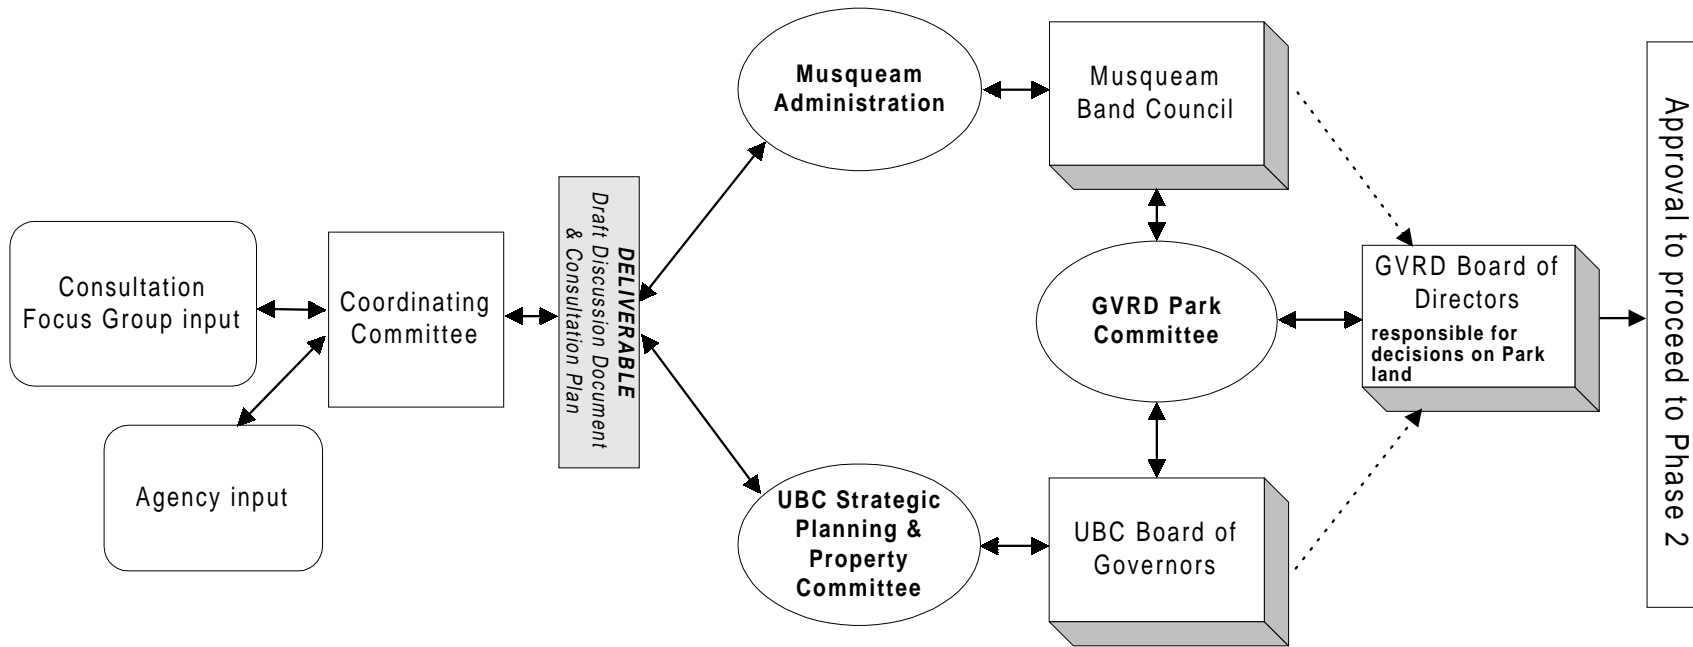 Consultation
Focus Group input
Agency input
Coordinating
Committee
DELIVERABLE
Draft Discussion Document
& Consultation Plan
Musqueam
Administration
UBC Strategic
Planning &
Property
Committee
Musqueam
Band Council
GVRD Park
Committee
UBC Board of
Governors
GVRD Board of
Directors
responsible for
decisions on Park
land
Approval to proceed to Phase 2